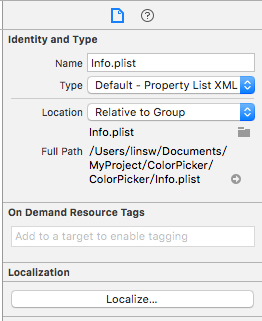 Identity and Type
Name Info.plist
Type Default - Property List XML
Location Relative to Group
Info.plist
Full Path /Users/linsw/Documents/
MyProject/ColorPicker/
ColorPicker/Info.plist
On Demand Resource Tags
Add to a target to enable tagging
Localization
Localize...